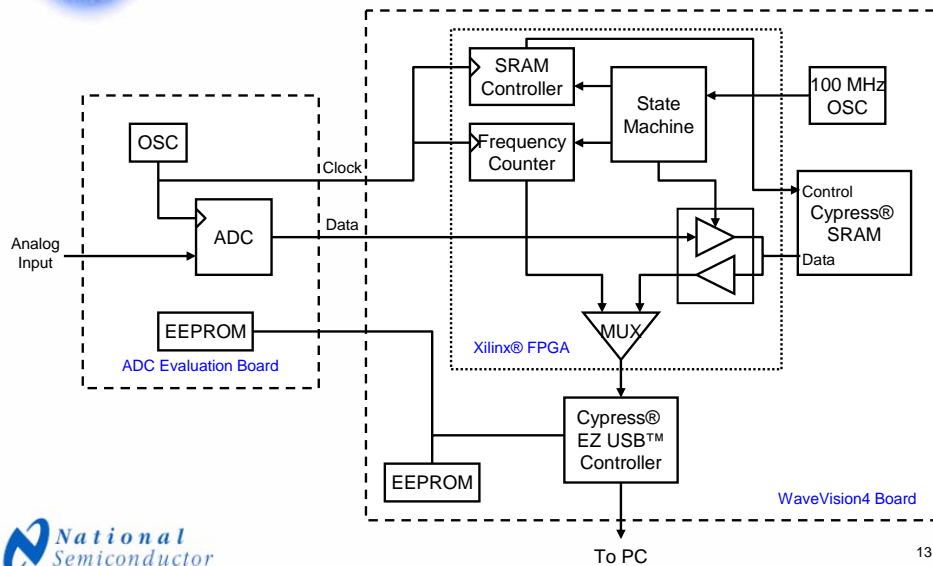 SRAM
Controller
State
Machine
100 MHz
OSC
OSC
Frequency
Counter
Clock
Control
Cypress®
SRAM
Data
ADC
Data
Analog
Input
EEPROM
ADC Evaluation Board
MUX
Xilinx® FPGA
Cypress®
EZ USB™
Controller
EEPROM
WaveVision4 Board
National
Semiconductor
To PC
13